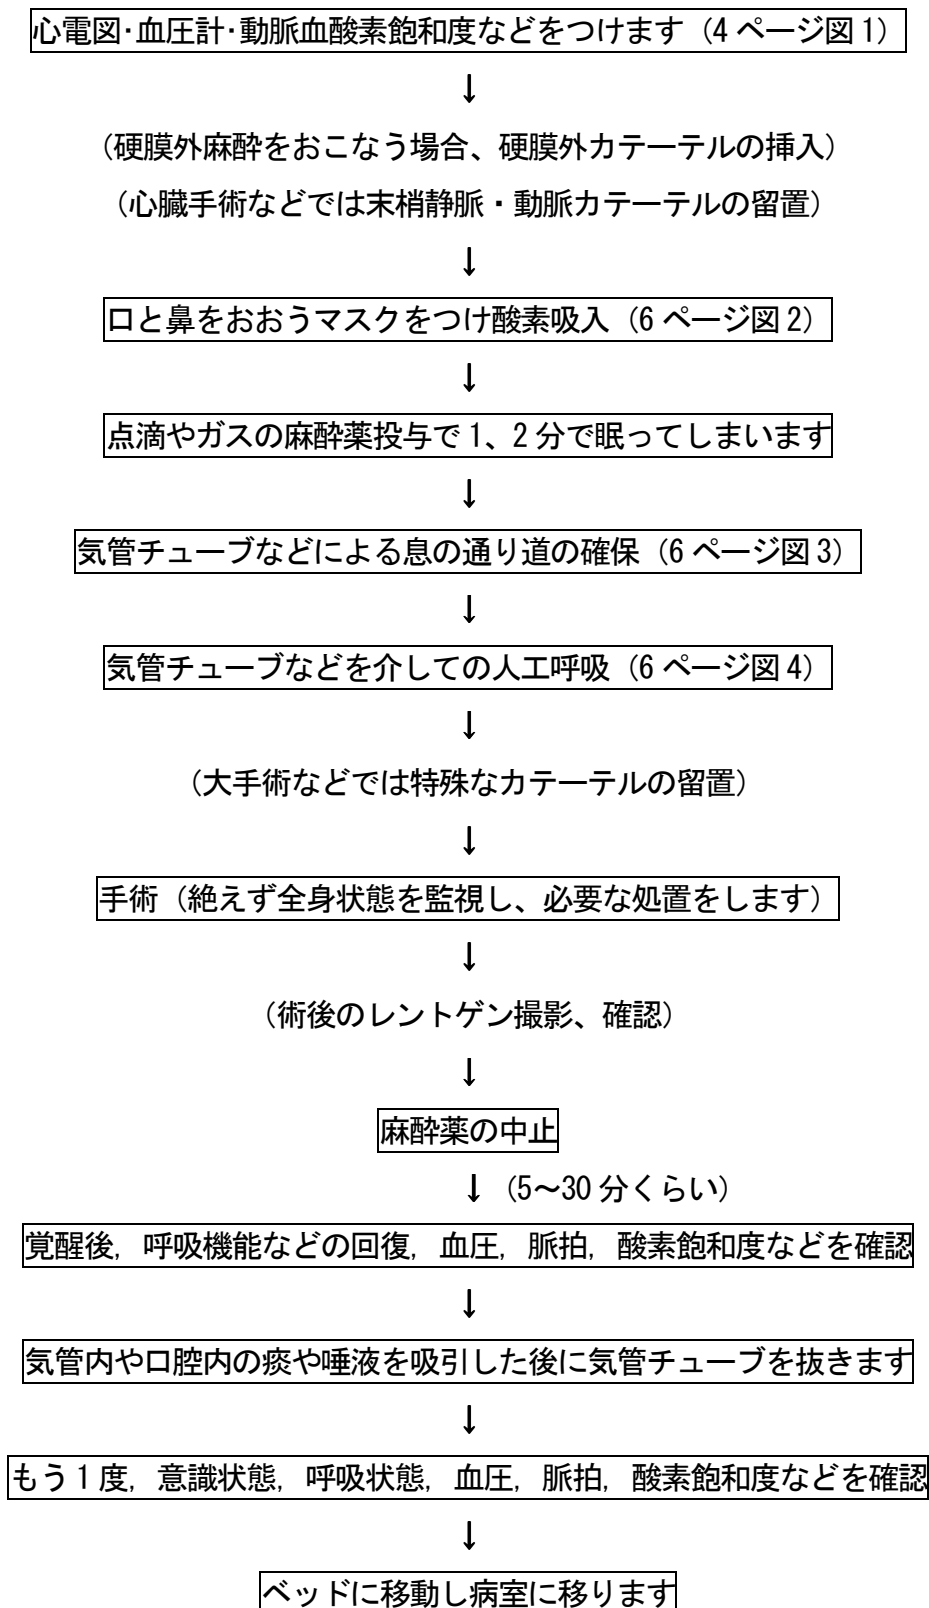 心電図･血圧計･動脈血酸素飽和度などをつけます（4 ページ図 1）
↓
（硬膜外麻酔をおこなう場合、硬膜外カテーテルの挿入）
（心臓手術などでは末梢静脈・動脈カテーテルの留置）
↓
口と鼻をおおうマスクをつけ酸素吸入（6 ページ図 2）
↓
点滴やガスの麻酔薬投与で 1、2 分で眠ってしまいます
↓
気管チューブなどによる息の通り道の確保（6 ページ図 3）
↓
気管チューブなどを介しての人工呼吸（6 ページ図 4）
↓
（大手術などでは特殊なカテーテルの留置）
↓
手術（絶えず全身状態を監視し、必要な処置をします）
↓
（術後のレントゲン撮影、確認）
↓
麻酔薬の中止
↓（5～30 分くらい）
覚醒後，呼吸機能などの回復，血圧，脈拍，酸素飽和度などを確認
↓
気管内や口腔内の痰や唾液を吸引した後に気管チューブを抜きます
↓
もう 1 度，意識状態，呼吸状態，血圧，脈拍，酸素飽和度などを確認
↓
ベッドに移動し病室に移ります